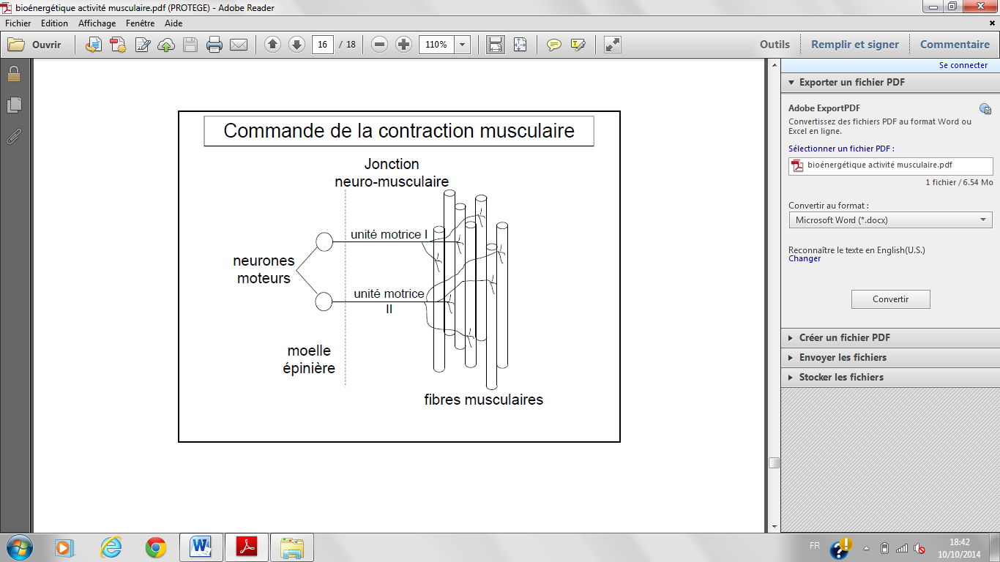 bioénergétique activité musculaire.pdf (PROTEGE) - Adobe Reader
Fichier Edition Affichage Fenêtre Aide
Ouvrir 16 / 18 110% Outils Remplir et signer Commentaire
Se connecter
Exporter un fichier PDF
Adobe ExportPDF
Convertissez des fichiers PDF au format Word ou
Excel en ligne.
Sélectionner un fichier PDF :
bioénergétique activité musculaire.pdf
1 fichier / 6.54 Mo
Convertir au format :
Microsoft Word (*.docx)
Reconnaître le texte en English(U.S.)
Changer
Convertir
Créer un fichier PDF
Envoyer les fichiers
Stocker les fichiers
Commande de la contraction musculaire
Jonction
neuro-musculaire
unité motrice I
neurones
moteurs
unité motrice
II
moelle
épinière
fibres musculaires
FR
18:42
10/10/2014